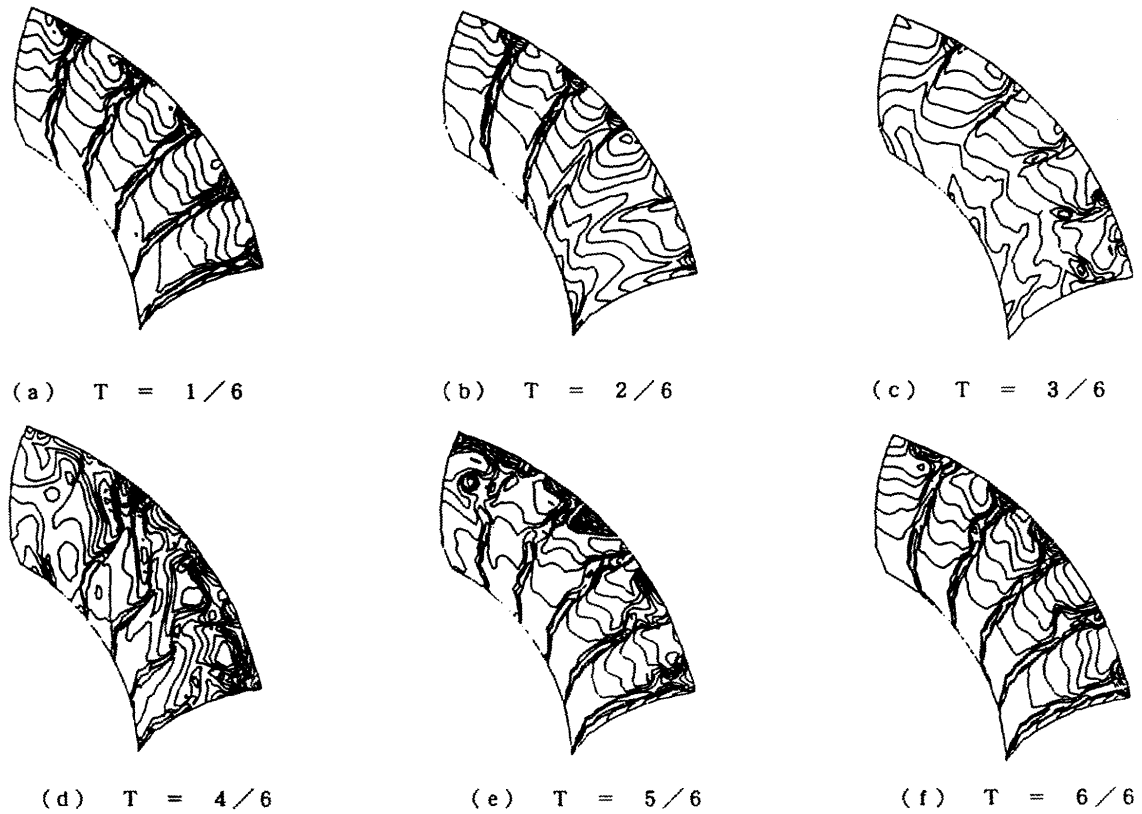 (a) T = 1/6
(b) T = 2/6
(c) T = 3/6
(d) T = 4/6
(e) T = 5/6
(f) T = 6/6